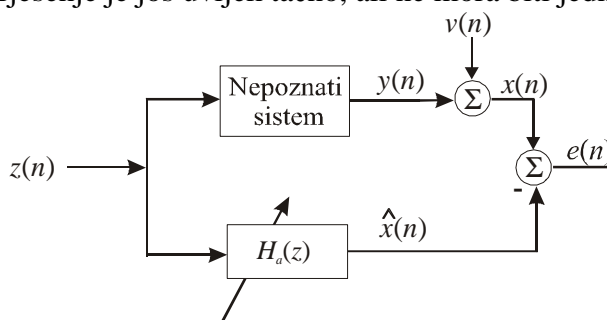 rješenje je još uvijek tačno, ali ne mora biti jedn
v(n)
Nepoznati
sistem
y(n)
Σ
x(n)
z(n)
Σ
e(n)
-
Hₐ(z)
x̂(n)